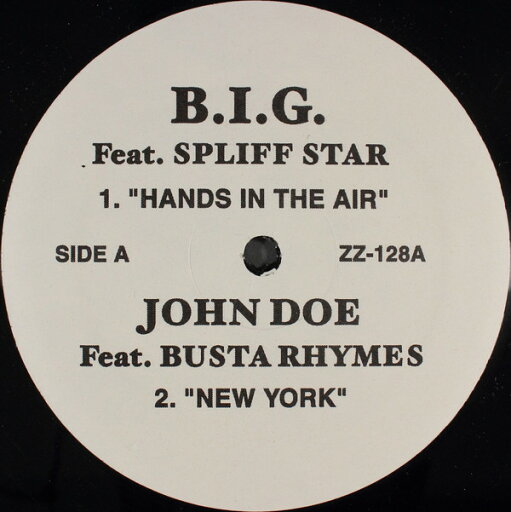 B.I.G.
Feat. SPLIFF STAR
1. "HANDS IN THE AIR"
SIDE A ZZ-128A
JOHN DOE
Feat. BUSTA RHYMES
2. "NEW YORK"